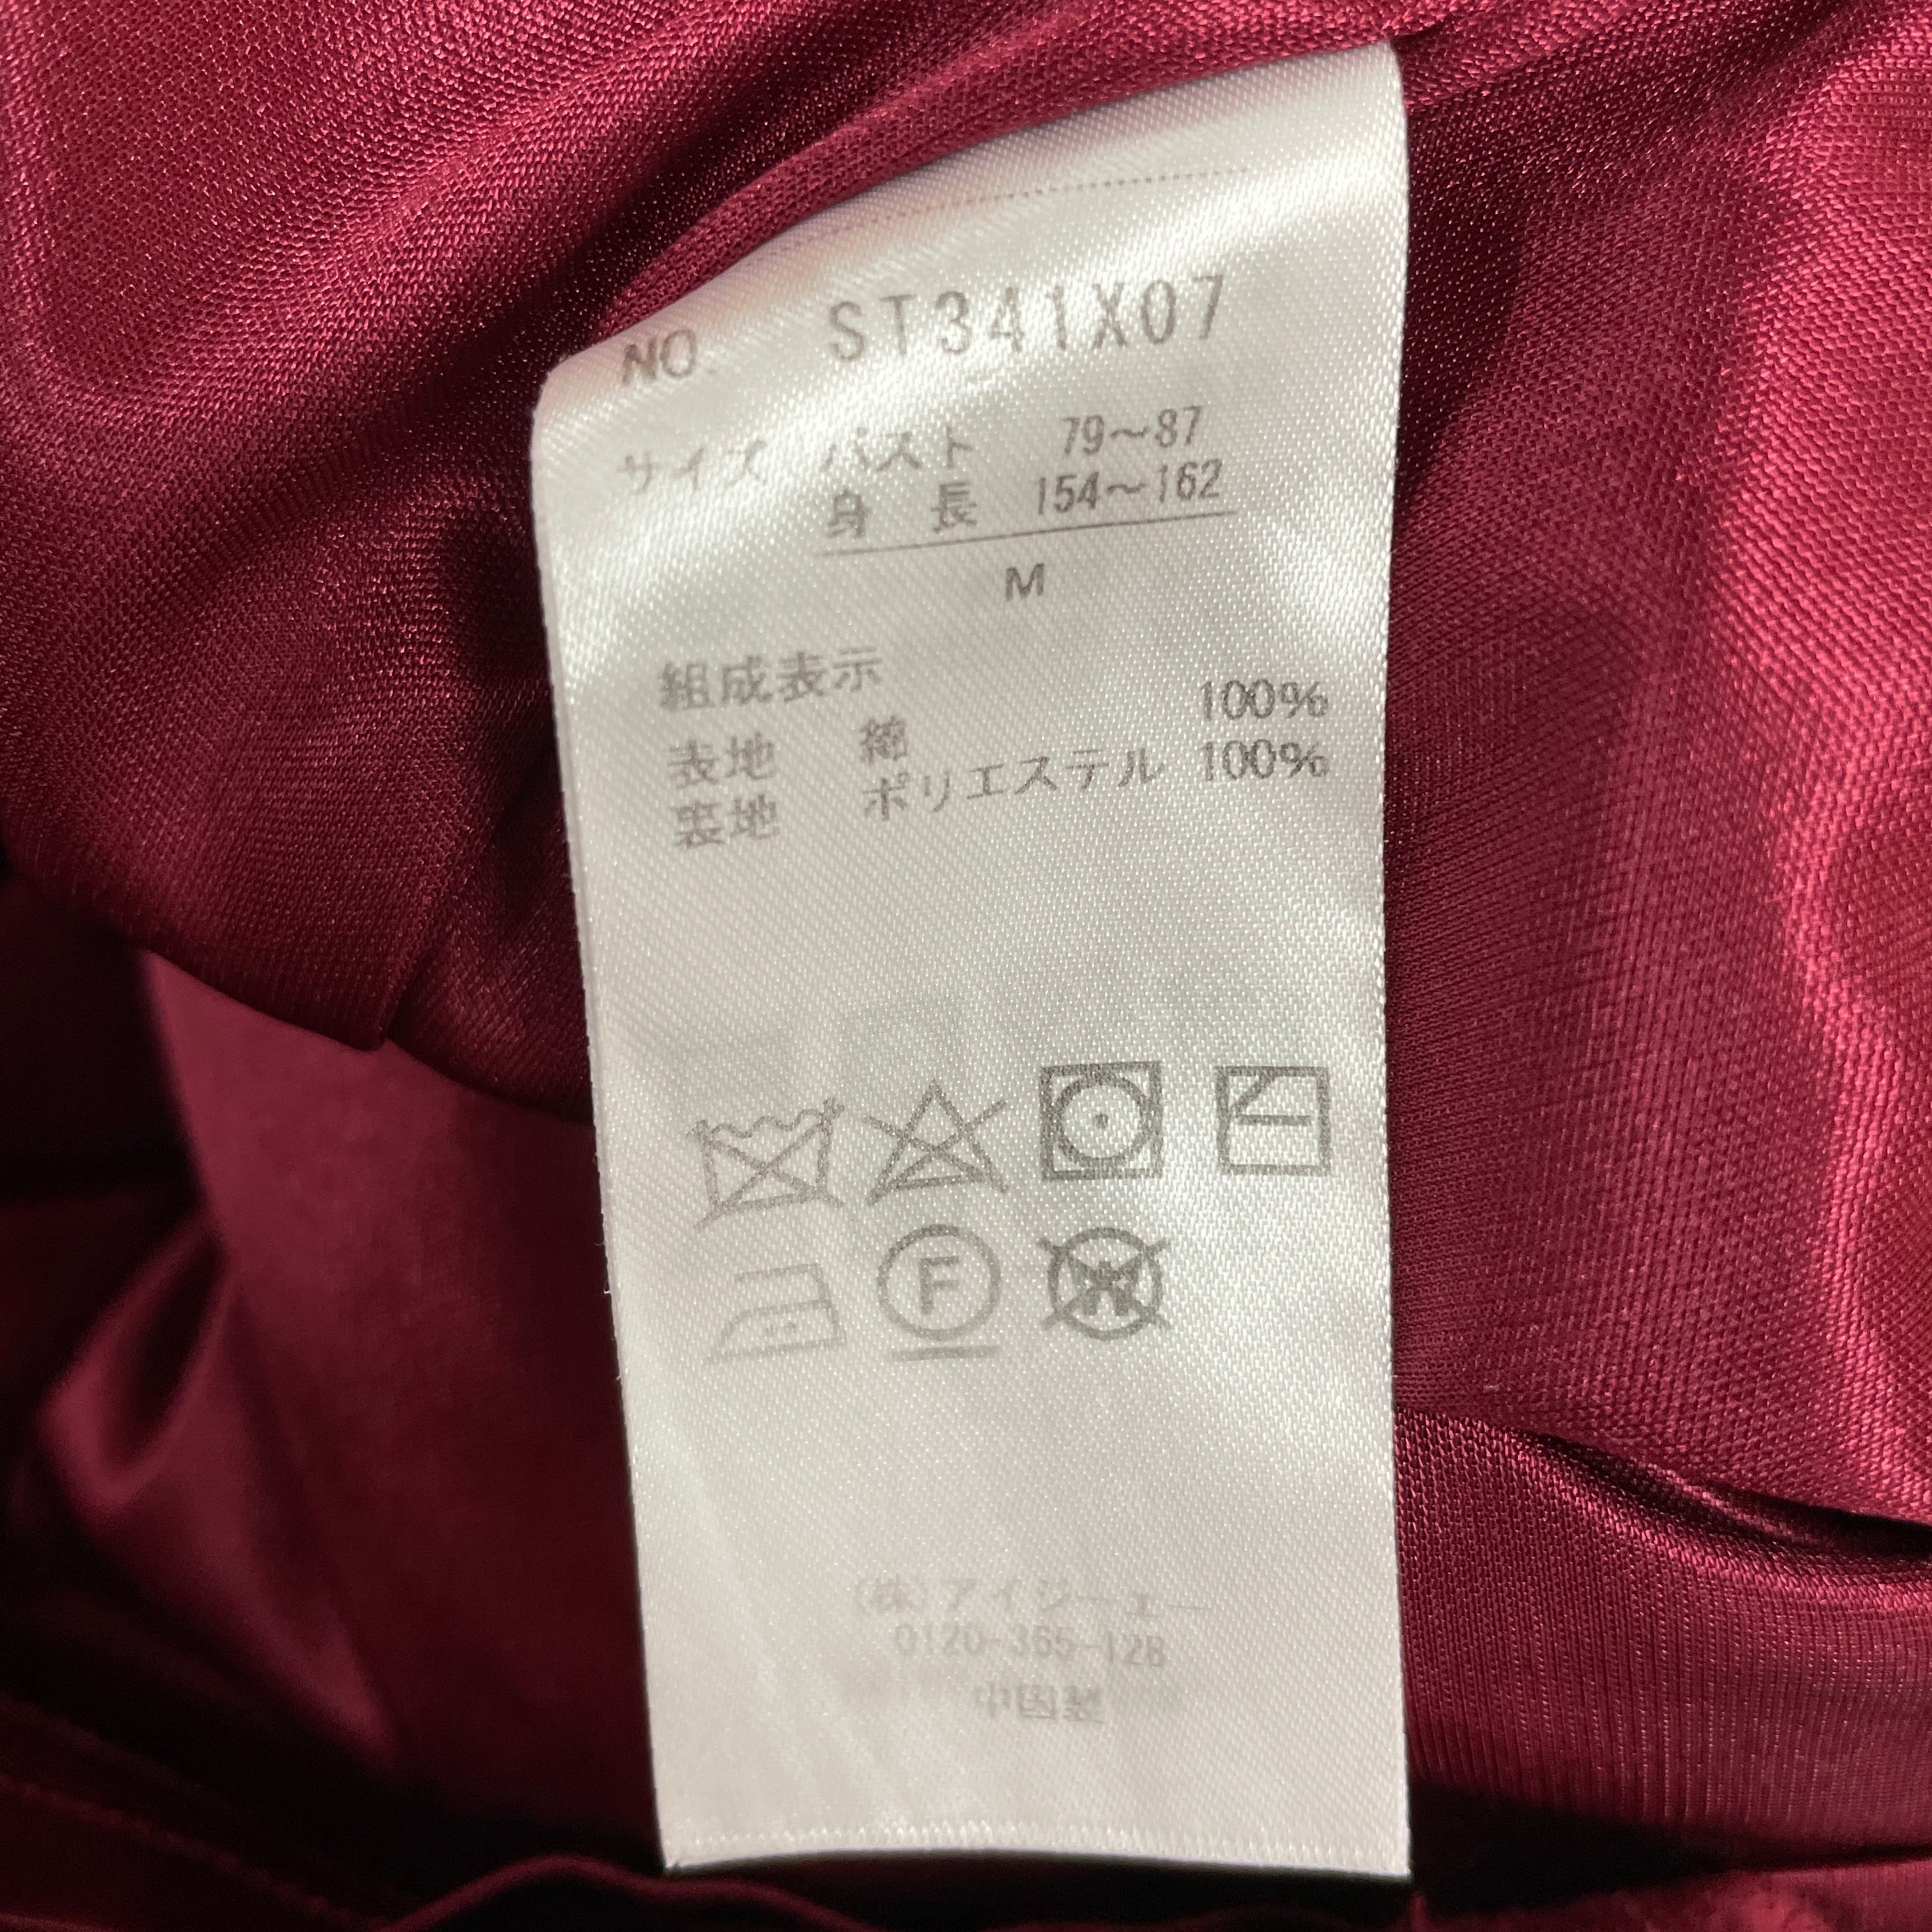 NO. ST341X07
サイズ バスト 79〜87
身長 154〜162
M
組成表示
表地 綿 100%
裏地 ポリエステル 100%
F
W
(株)アイジーエー
0120-365-128
中国製